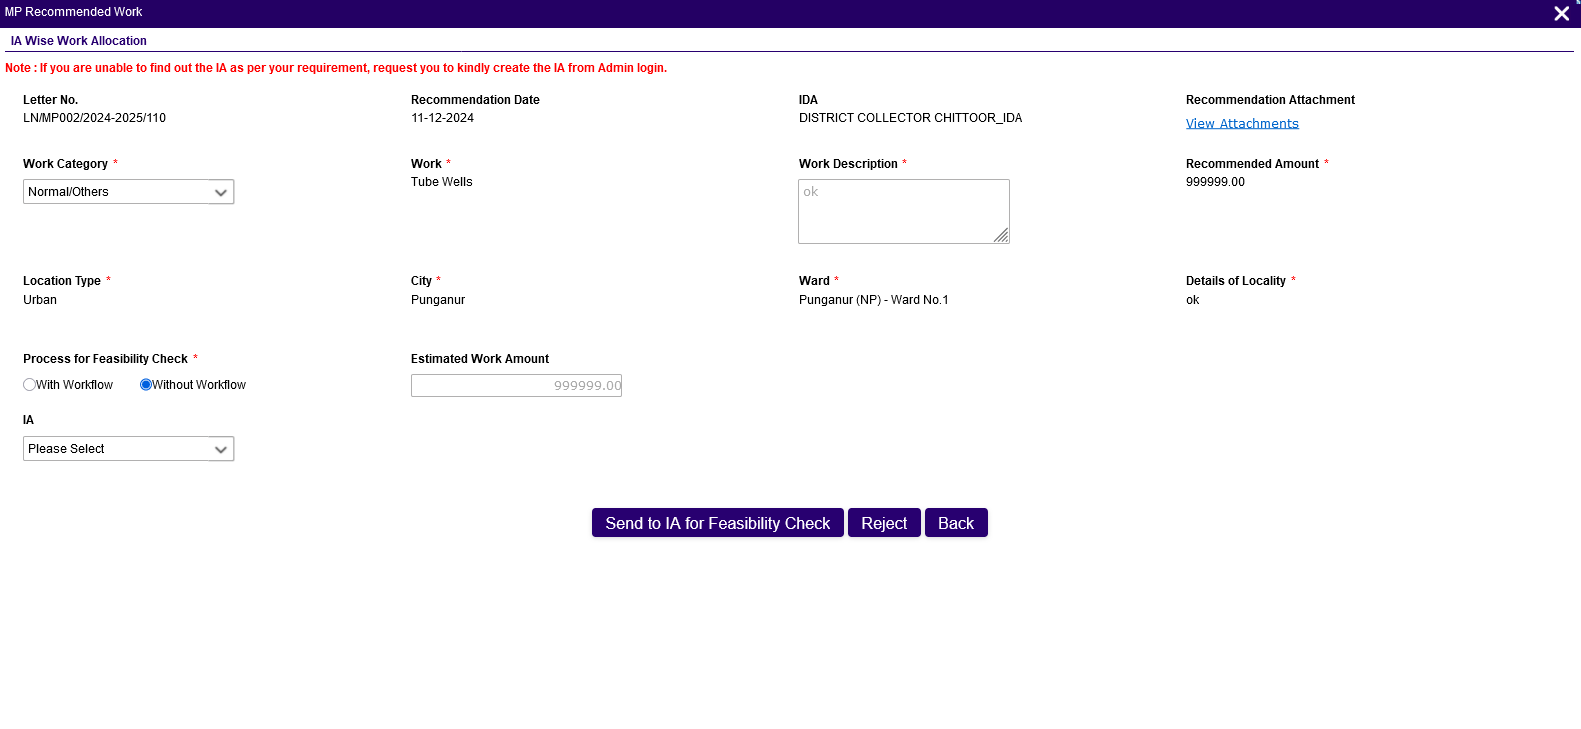 MP Recommended Work
IA Wise Work Allocation
Note : If you are unable to find out the IA as per your requirement, request you to kindly create the IA from Admin login.
Letter No. Recommendation Date IDA Recommendation Attachment
LN/MP002/2024-2025/110 11-12-2024 DISTRICT COLLECTOR CHITTOOR_IDA View Attachments
Work Category * Work * Work Description * Recommended Amount *
Normal/Others Tube Wells ok 999999.00
Location Type * City * Ward * Details of Locality *
Urban Punganur Punganur (NP) - Ward No.1 ok
Process for Feasibility Check * Estimated Work Amount
With Workflow Without Workflow 999999.00
IA
Please Select
Send to IA for Feasibility Check Reject Back